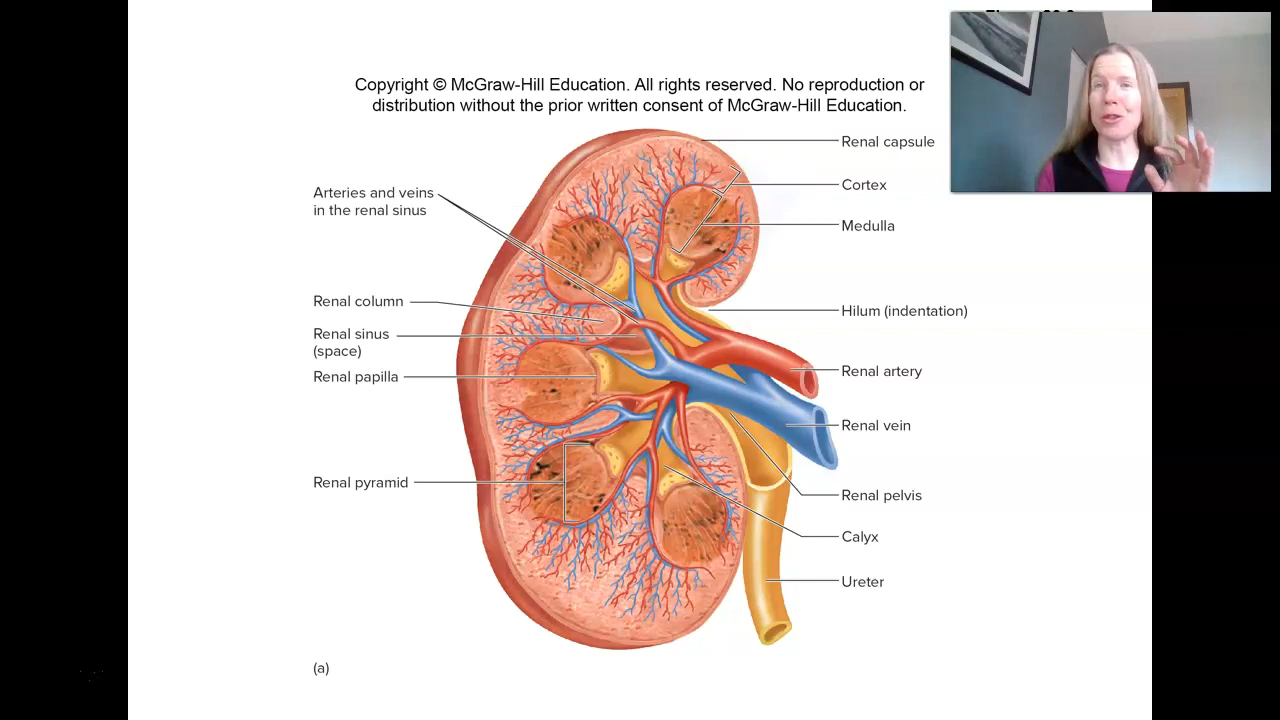 Copyright © McGraw-Hill Education. All rights reserved. No reproduction or
distribution without the prior written consent of McGraw-Hill Education.
Renal capsule
Cortex
Medulla
Hilum (indentation)
Renal artery
Renal vein
Renal pelvis
Calyx
Ureter
Arteries and veins
in the renal sinus
Renal column
Renal sinus
(space)
Renal papilla
Renal pyramid
(a)